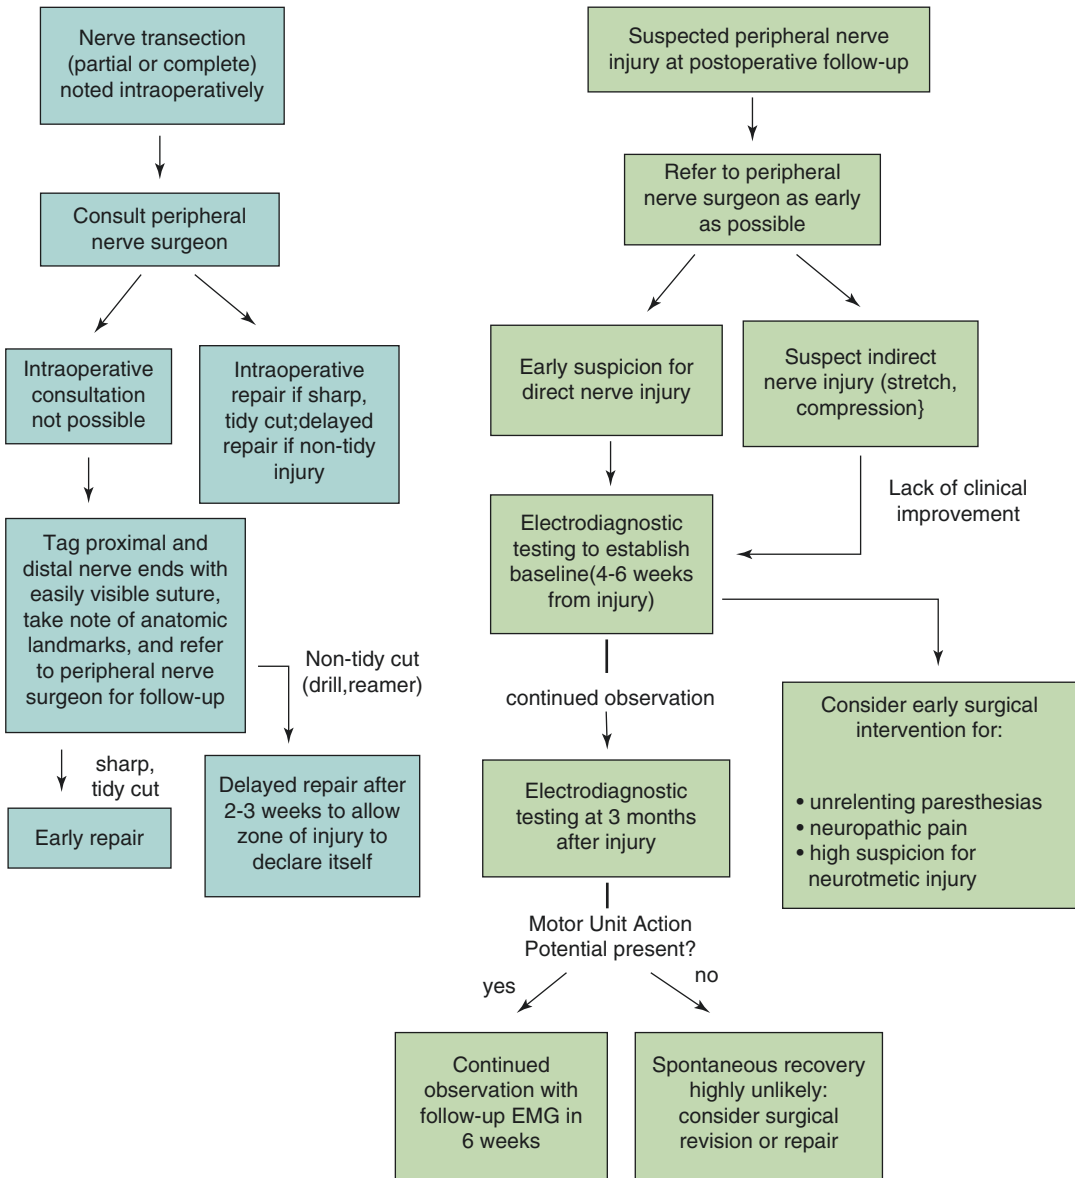 Nerve transection
(partial or complete)
noted intraoperatively
Consult peripheral
nerve surgeon
Intraoperative
consultation
not possible
Intraoperative
repair if sharp,
tidy cut;delayed
repair if non-tidy
injury
Tag proximal and
distal nerve ends with
easily visible suture,
take note of anatomic
landmarks, and refer
to peripheral nerve
surgeon for follow-up
Non-tidy cut
(drill,reamer)
sharp,
tidy cut
Early repair
Delayed repair after
2-3 weeks to allow
zone of injury to
declare itself
Suspected peripheral nerve
injury at postoperative follow-up
Refer to peripheral
nerve surgeon as early
as possible
Early suspicion for
direct nerve injury
Suspect indirect
nerve injury (stretch,
compression}
Lack of clinical
improvement
Electrodiagnostic
testing to establish
baseline(4-6 weeks
from injury)
continued observation
Consider early surgical
intervention for:
• unrelenting paresthesias
• neuropathic pain
• high suspicion for
neurotmetic injury
Electrodiagnostic
testing at 3 months
after injury
Motor Unit Action
Potential present?
yes
no
Continued
observation with
follow-up EMG in
6 weeks
Spontaneous recovery
highly unlikely:
consider surgical
revision or repair